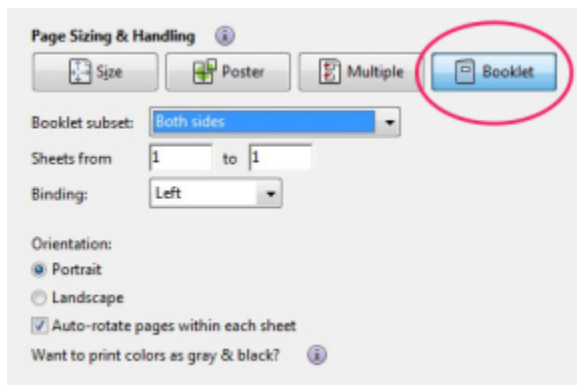 Page Sizing & Handling
Size Poster Multiple Booklet
Booklet subset: Both sides
Sheets from 1 to 1
Binding: Left
Orientation:
Portrait
Landscape
Auto-rotate pages within each sheet
Want to print colors as gray & black?